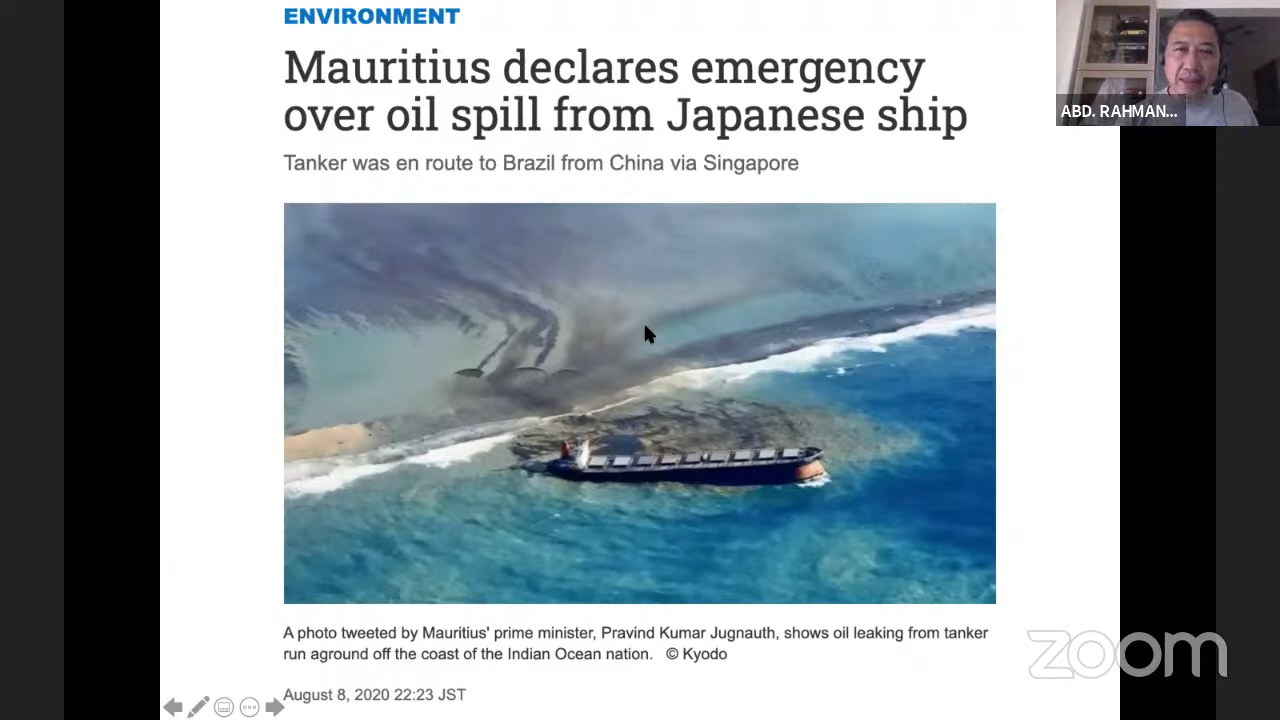 ENVIRONMENT
Mauritius declares emergency
over oil spill from Japanese ship
Tanker was en route to Brazil from China via Singapore
ABD. RAHMAN...
A photo tweeted by Mauritius' prime minister, Pravind Kumar Jugnauth, shows oil leaking from tanker
run aground off the coast of the Indian Ocean nation. © Kyodo
August 8, 2020 22:23 JST
zoom